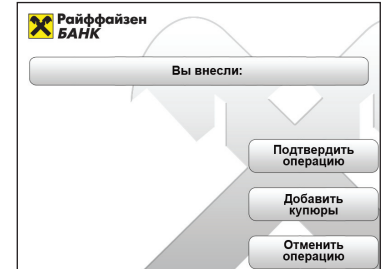 Райффайзен
БАНК
Вы внесли:
Подтвердить
операцию
Добавить
купюры
Отменить
операцию